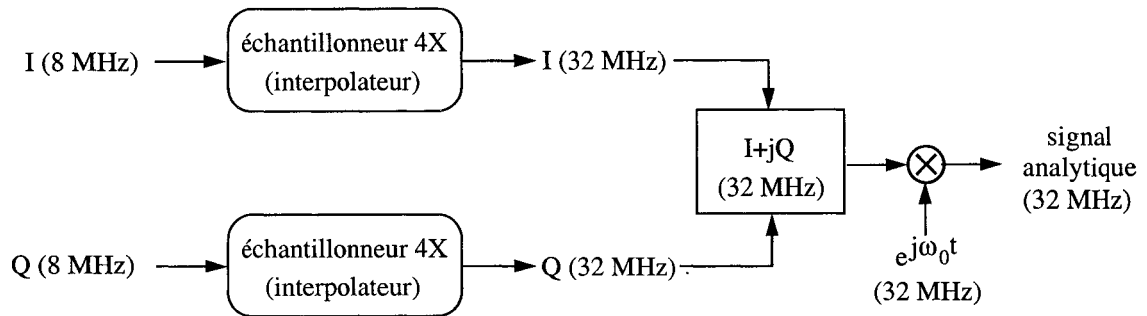 I (8 MHz)
échantillonneur 4X
(interpolateur)
I (32 MHz)
I+jQ
(32 MHz)
signal
analytique
(32 MHz)
Q (8 MHz)
échantillonneur 4X
(interpolateur)
Q (32 MHz)
e^jω₀t
(32 MHz)